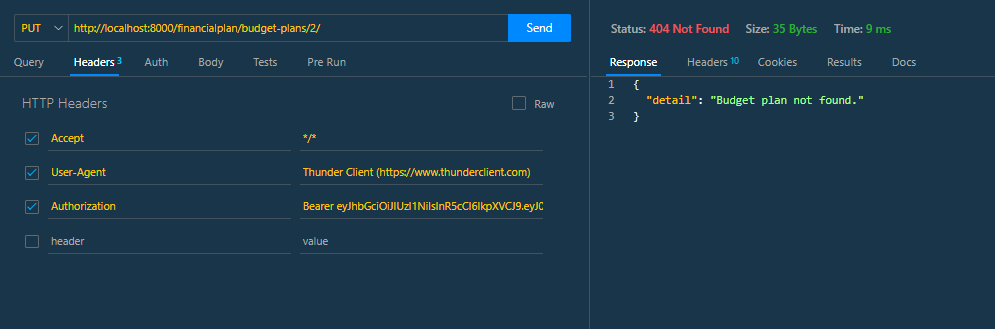 PUT http://localhost:8000/financialplan/budget-plans/2/ Send
Query Headers 3 Auth Body Tests Pre Run
HTTP Headers Raw
Accept */*
User-Agent Thunder Client (https://www.thunderclient.com)
Authorization Bearer eyJhbGciOiJIUzI1NiIsInR5cCI6IkpXVCJ9.eyJ0
header value
Status: 404 Not Found Size: 35 Bytes Time: 9 ms
Response Headers 10 Cookies Results Docs
1 {
2 "detail": "Budget plan not found."
3 }